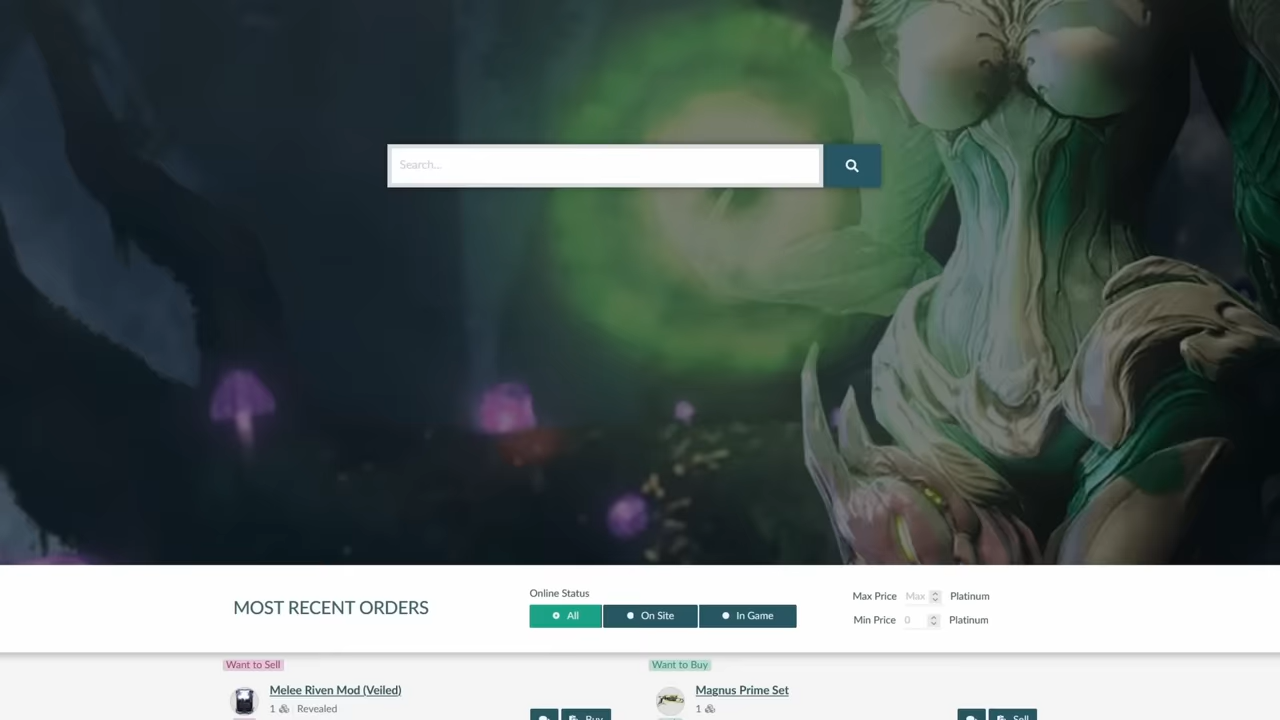 Search...
MOST RECENT ORDERS
Online Status
All
On Site
In Game
Max Price Max Platinum
Min Price 0 Platinum
Want to Sell
Want to Buy
Melee Riven Mod (Veiled)
1 Revealed
Buy
Magnus Prime Set
1
Sell